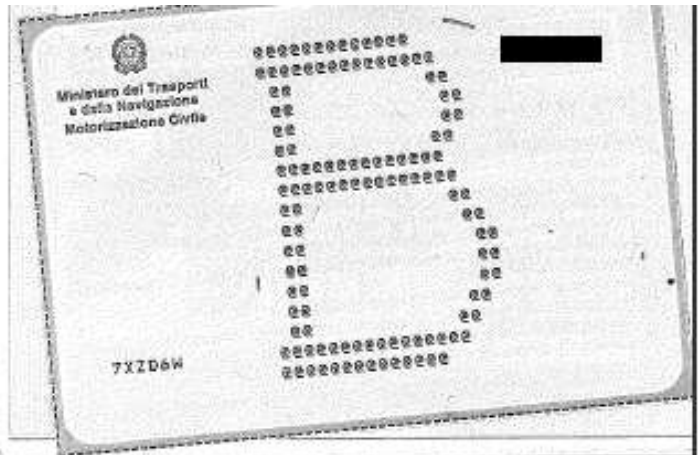 Ministero dei Trasporti
e della Navigazione
Motorizzazione Civile
B
7XZD6W